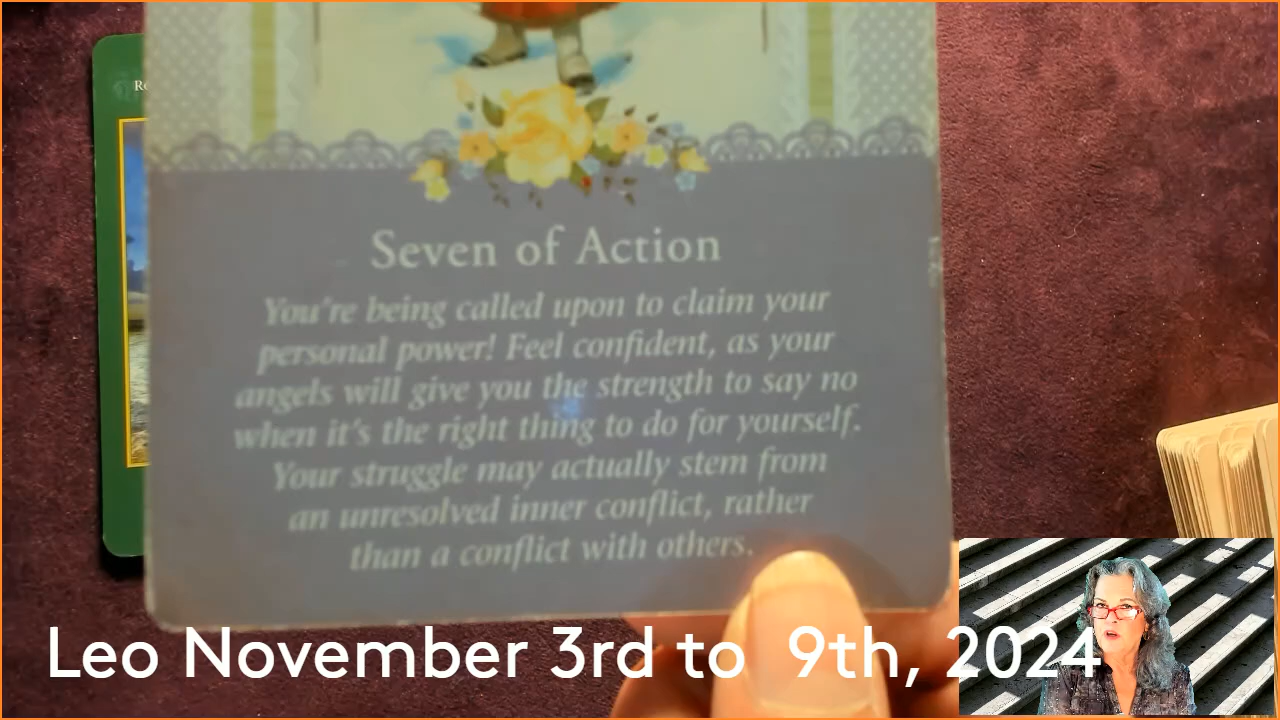 Seven of Action
You're being called upon to claim your
personal power! Feel confident, as your
angels will give you the strength to say no
when it's the right thing to do for yourself.
Your struggle may actually stem from
an unresolved inner conflict, rather
than a conflict with others.
Leo November 3rd to 9th, 2024